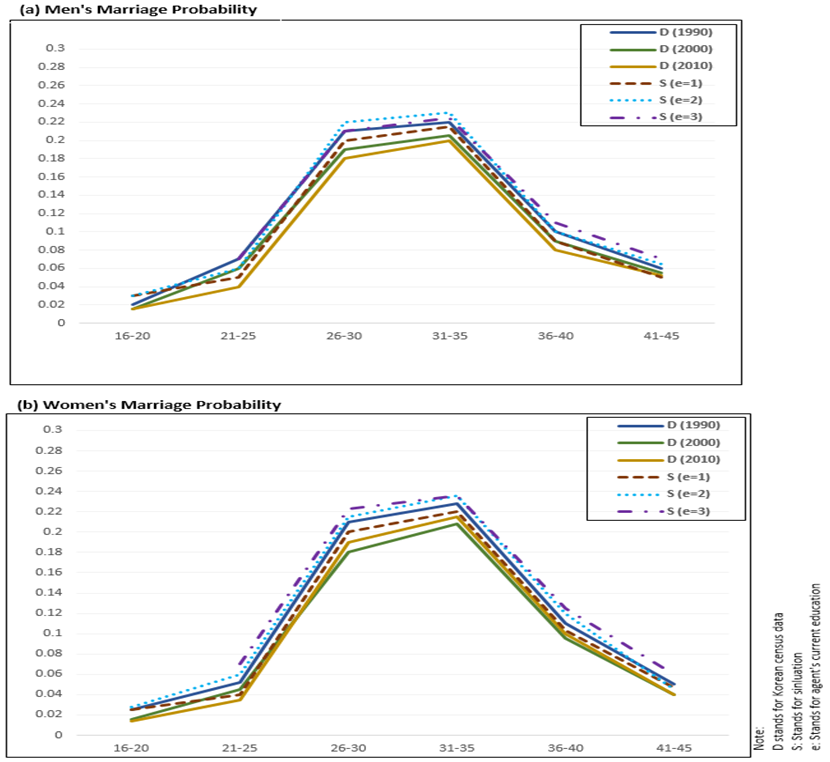 (a) Men's Marriage Probability
D (1990)
D (2000)
D (2010)
S (e=1)
S (e=2)
S (e=3)
0.3
0.28
0.26
0.24
0.22
0.2
0.18
0.16
0.14
0.12
0.1
0.08
0.06
0.04
0.02
0
16-20 21-25 26-30 31-35 36-40 41-45
(b) Women's Marriage Probability
D (1990)
D (2000)
D (2010)
S (e=1)
S (e=2)
S (e=3)
0.3
0.28
0.26
0.24
0.22
0.2
0.18
0.16
0.14
0.12
0.1
0.08
0.06
0.04
0.02
0
16-20 21-25 26-30 31-35 36-40 41-45
Note:
D stands for Korean census data
S: Stands for sinluation
e: Stands for agent's current education